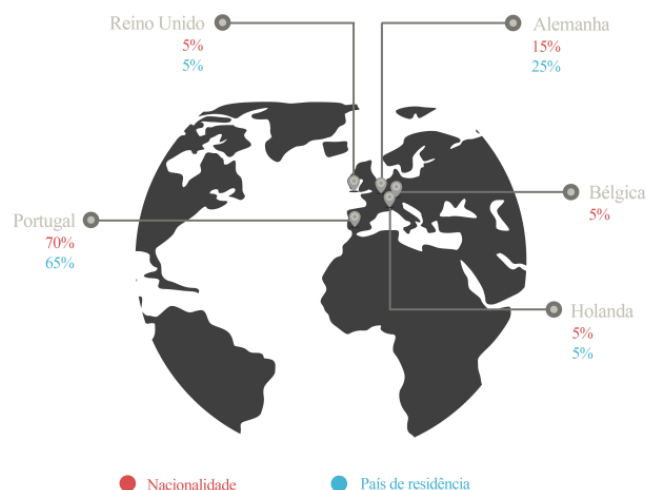 Reino Unido
5%
5%
Alemanha
15%
25%
Portugal
70%
65%
Bélgica
5%
Holanda
5%
5%
Nacionalidade
País de residência